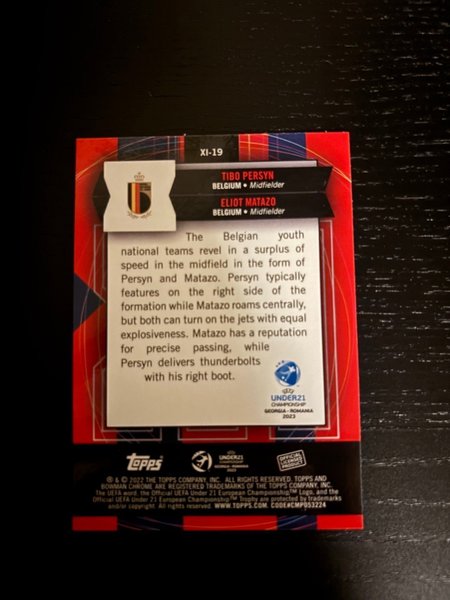 XI-19
TIBO PERSYN
BELGIUM • Midfielder
ELIOT MATAZO
BELGIUM • Midfielder
The Belgian youth
national teams revel in a surplus of
speed in the midfield in the form of
Persyn and Matazo. Persyn typically
features on the right side of the
formation while Matazo roams centrally,
but both can turn on the jets with equal
explosiveness. Matazo has a reputation
for precise passing, while
Persyn delivers thunderbolts
with his right boot.
UEFA
UNDER21
CHAMPIONSHIP
GEORGIA - ROMANIA
2023
Topps
UNDER21
CHAMPIONSHIP
GEORGIA - ROMANIA
OFFICIAL
LICENSED
PRODUCT
® & © 2022 THE TOPPS COMPANY, INC. ALL RIGHTS RESERVED. TOPPS AND
BOWMAN CHROME ARE REGISTERED TRADEMARKS OF THE TOPPS COMPANY, INC.
The UEFA word, the Official UEFA Under 21 European Championship™ Logo, and the
Official UEFA Under 21 European Championship™ Trophy are protected by trademarks
and/or copyright. All rights reserved. WWW.TOPPS.COM. CODE#CMP053224